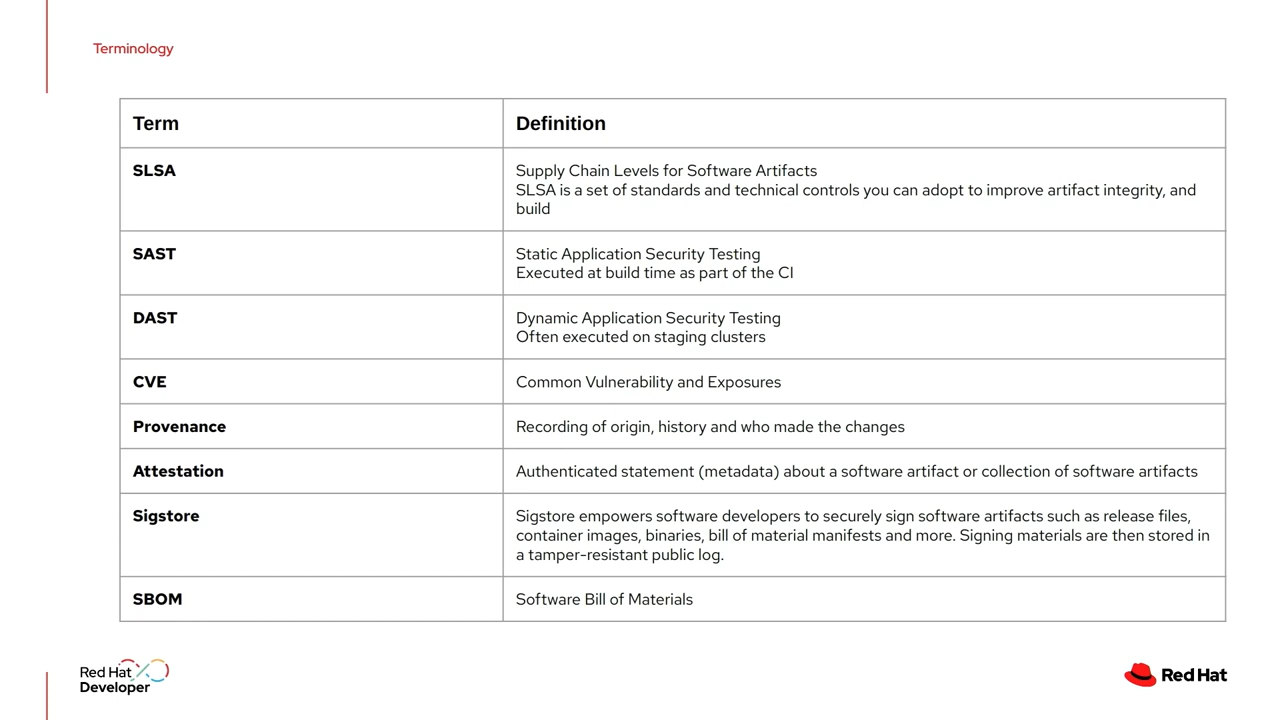 Terminology
Term
Definition
SLSA
Supply Chain Levels for Software Artifacts
SLSA is a set of standards and technical controls you can adopt to improve artifact integrity, and
build
SAST
Static Application Security Testing
Executed at build time as part of the CI
DAST
Dynamic Application Security Testing
Often executed on staging clusters
CVE
Common Vulnerability and Exposures
Provenance
Recording of origin, history and who made the changes
Attestation
Authenticated statement (metadata) about a software artifact or collection of software artifacts
Sigstore
Sigstore empowers software developers to securely sign software artifacts such as release files,
container images, binaries, bill of material manifests and more. Signing materials are then stored in
a tamper-resistant public log.
SBOM
Software Bill of Materials
Red Hat
Developer
Red Hat